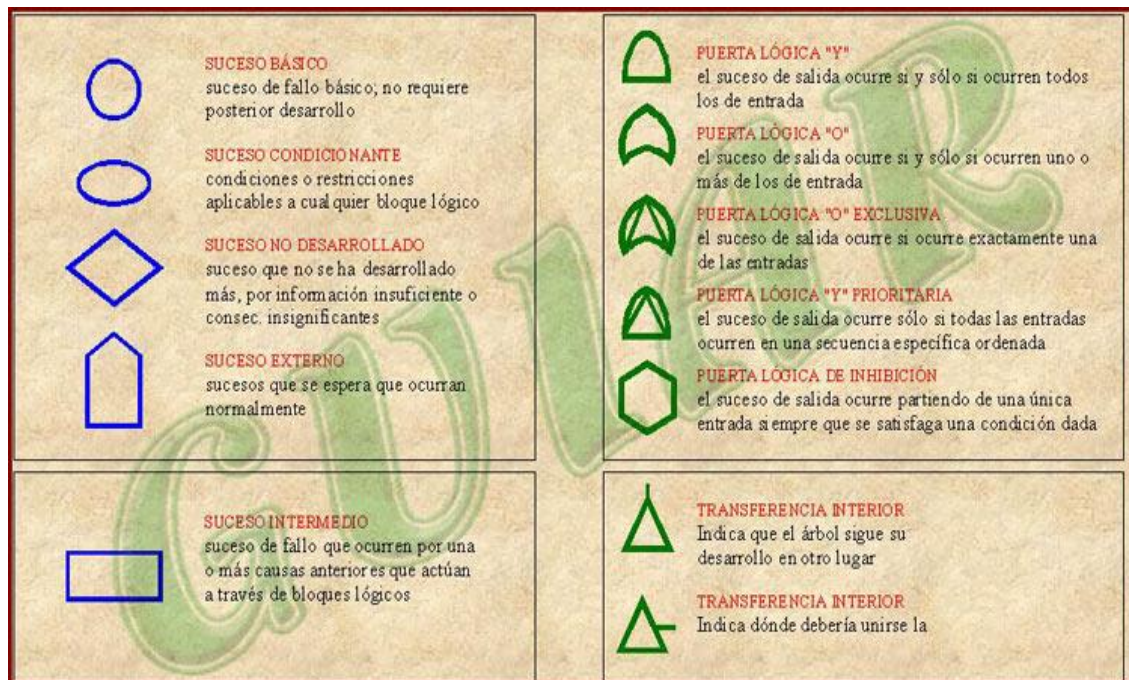 SUCESO BÁSICO
suceso de fallo básico; no requiere
posterior desarrollo
SUCESO CONDICIONANTE
condiciones o restricciones
aplicables a cualquier bloque lógico
SUCESO NO DESARROLLADO
suceso que no se ha desarrollado
más, por información insuficiente o
consec. insignificantes
SUCESO EXTERNO
sucesos que se espera que ocurran
normalmente
PUERTA LÓGICA "Y"
el suceso de salida ocurre si y sólo si ocurren todos
los de entrada
PUERTA LÓGICA "O"
el suceso de salida ocurre si y sólo si ocurren uno o
más de los de entrada
PUERTA LÓGICA "O" EXCLUSIVA
el suceso de salida ocurre si ocurre exactamente una
de las entradas
PUERTA LÓGICA "Y" PRIORITARIA
el suceso de salida ocurre sólo si todas las entradas
ocurren en una secuencia específica ordenada
PUERTA LÓGICA DE INHIBICIÓN
el suceso de salida ocurre partiendo de una única
entrada siempre que se satisfaga una condición dada
SUCESO INTERMEDIO
suceso de fallo que ocurren por una
o más causas anteriores que actúan
a través de bloques lógicos
TRANSFERENCIA INTERIOR
Indica que el árbol sigue su
desarrollo en otro lugar
TRANSFERENCIA INTERIOR
Indica dónde debería unirse la